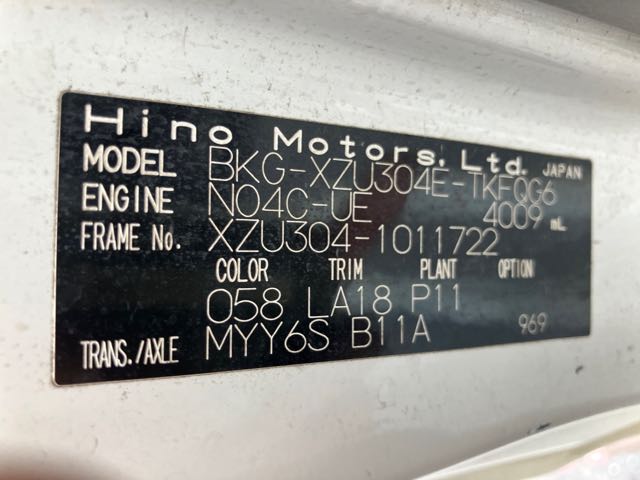 Hino Motors, Ltd. JAPAN
MODEL BKG-XZU304E-TKFQG6
ENGINE N04C-UE 4009 mL
FRAME No. XZU304-1011722
COLOR TRIM PLANT OPTION
058 LA18 P11
TRANS./AXLE MYY6S B11A 969